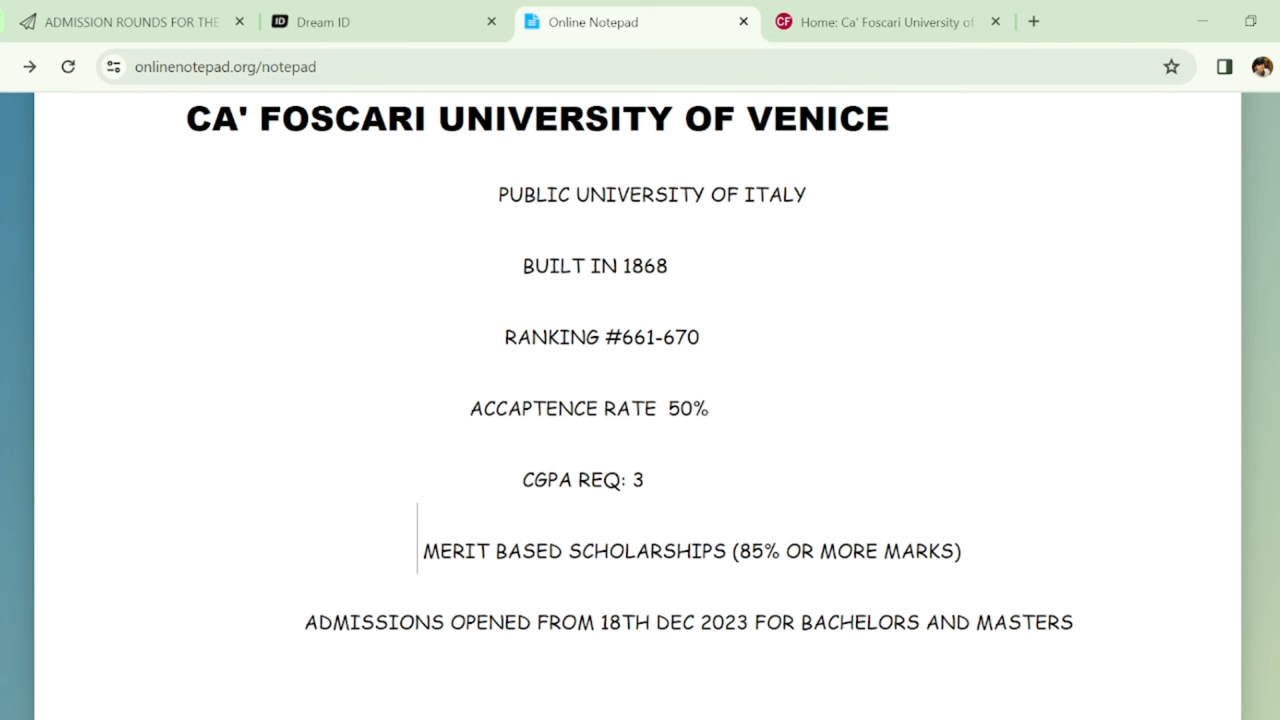 ADMISSION ROUNDS FOR THE
Dream ID
Online Notepad
Home: Ca' Foscari University of
onlinenotepad.org/notepad
CA' FOSCARI UNIVERSITY OF VENICE
PUBLIC UNIVERSITY OF ITALY
BUILT IN 1868
RANKING #661-670
ACCAPTENCE RATE 50%
CGPA REQ: 3
MERIT BASED SCHOLARSHIPS (85% OR MORE MARKS)
ADMISSIONS OPENED FROM 18TH DEC 2023 FOR BACHELORS AND MASTERS